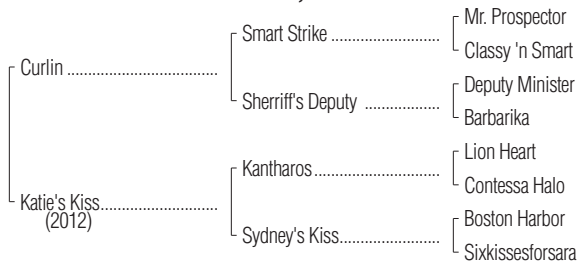 Mr. Prospector
Smart Strike ........................
Classy 'n Smart
Curlin .................................
Deputy Minister
Sherriff's Deputy ................
Barbarika
Lion Heart
Kantharos ...........................
Contessa Halo
Katie's Kiss..........................
(2012)
Boston Harbor
Sydney's Kiss......................
Sixkissesforsara